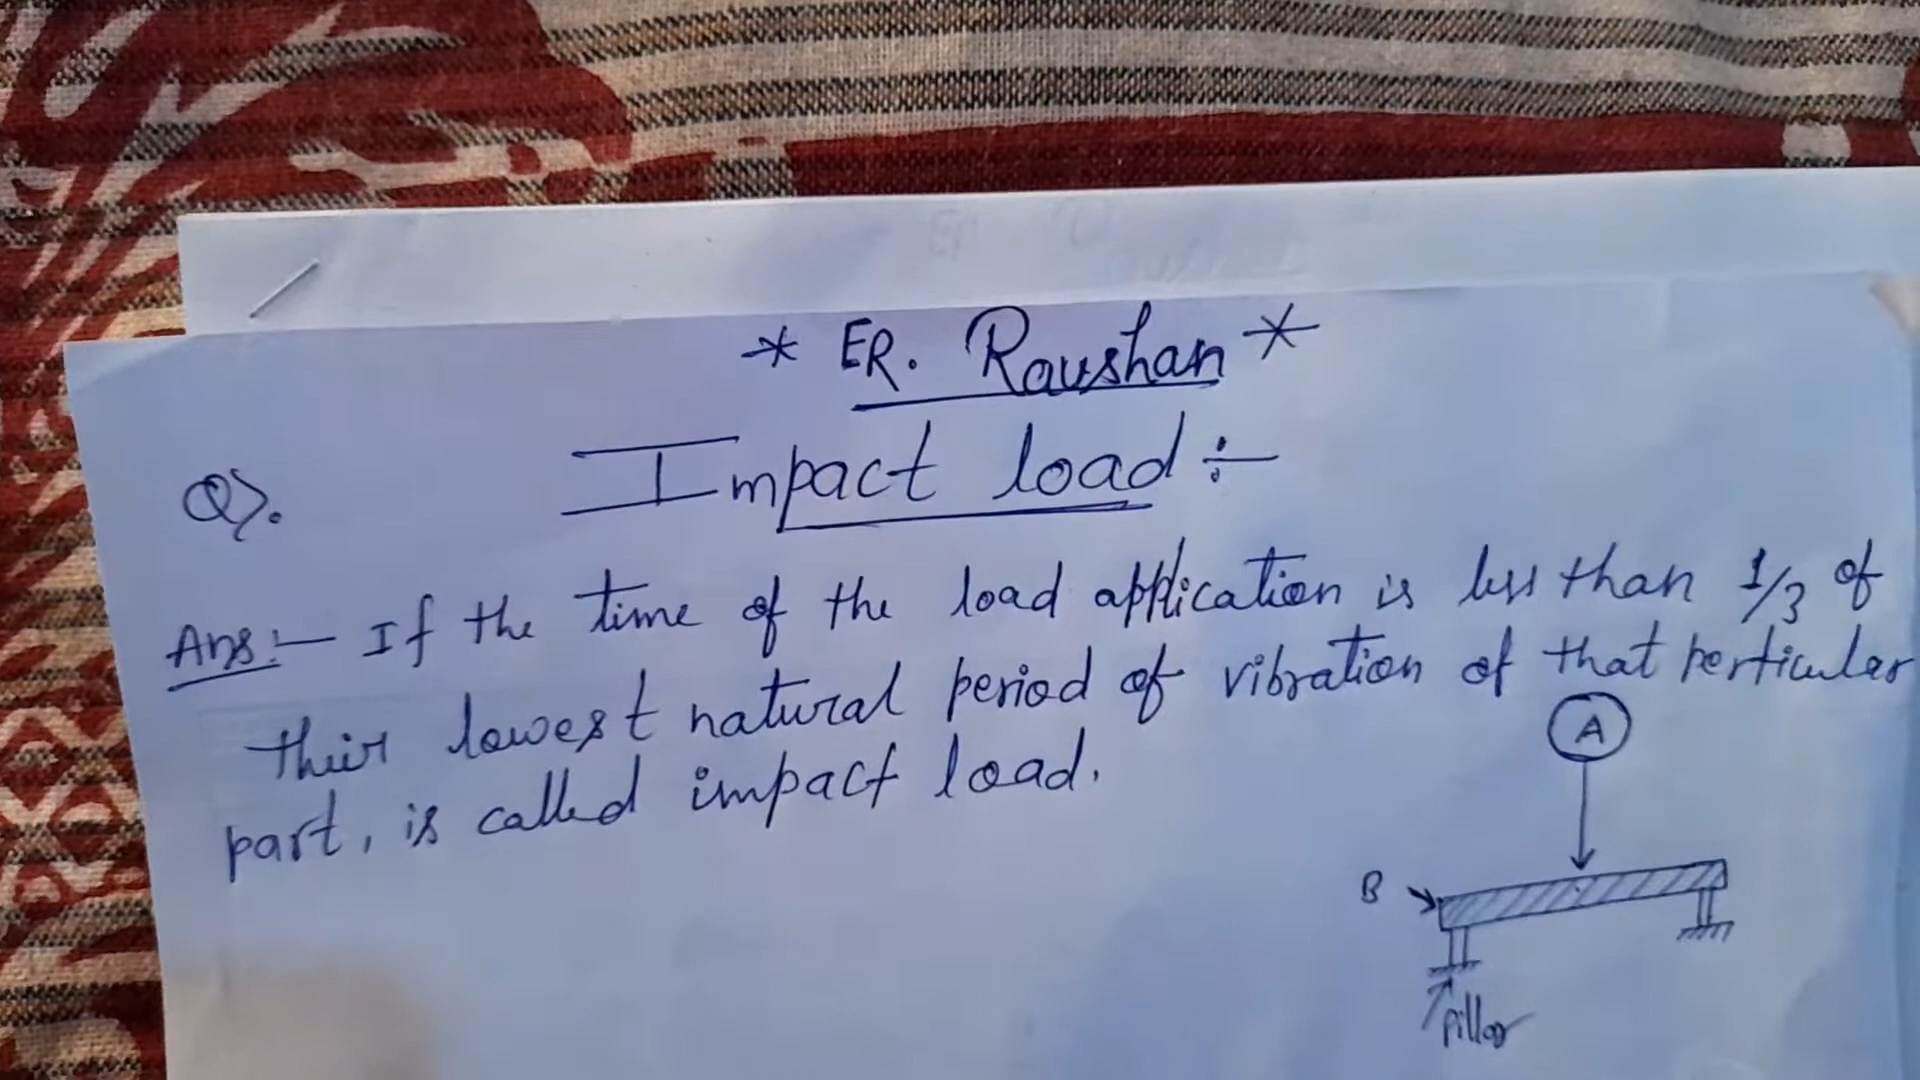 * ER. Raushan *
Q). Impact load :-
Ans:- If the time of the load application is less than 1/3 of
their lowest natural period of vibration of that perticular
part, is called impact load.
A
B
Pillar